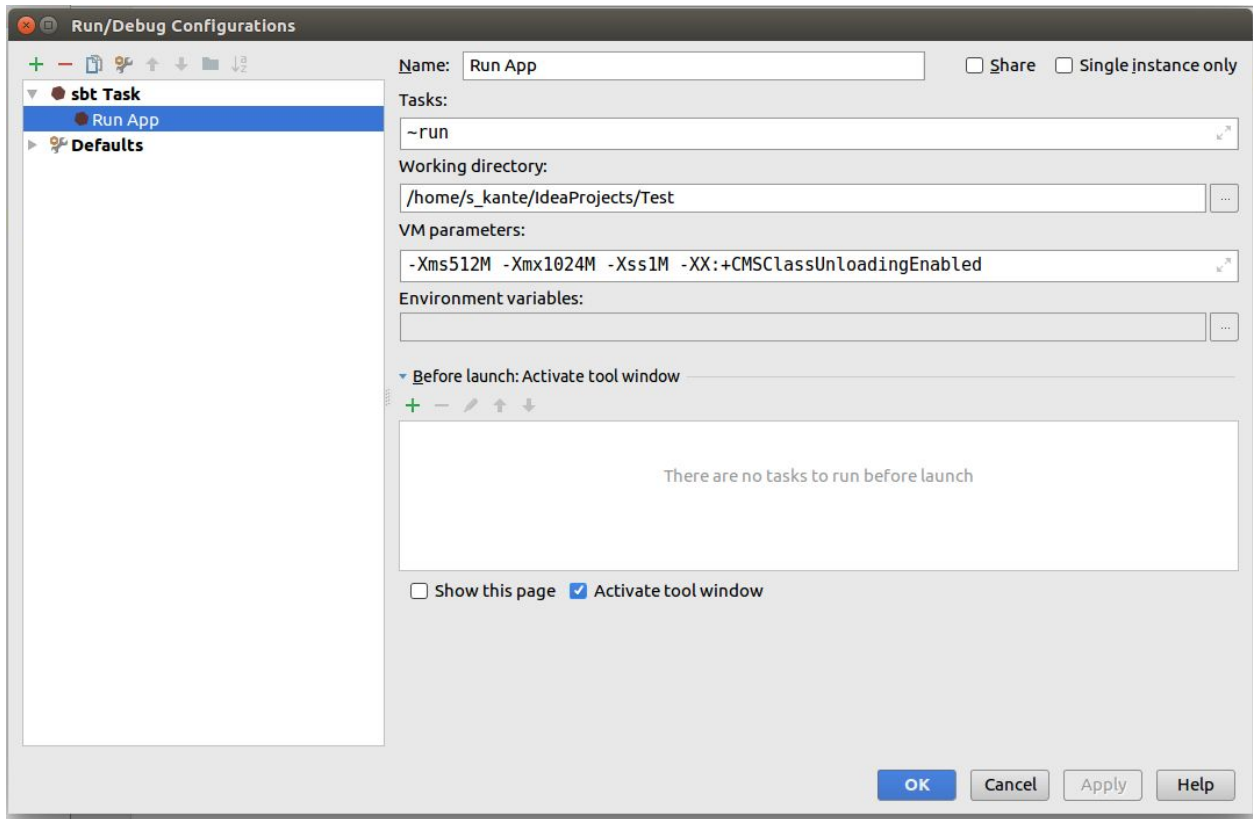 Run/Debug Configurations
Name: Run App
Share
Single instance only
sbt Task
Run App
Defaults
Tasks:
~run
Working directory:
/home/s_kante/IdeaProjects/Test
...
VM parameters:
-Xms512M -Xmx1024M -Xss1M -XX:+CMSClassUnloadingEnabled
Environment variables:
...
Before launch: Activate tool window
There are no tasks to run before launch
Show this page
Activate tool window
OK
Cancel
Apply
Help